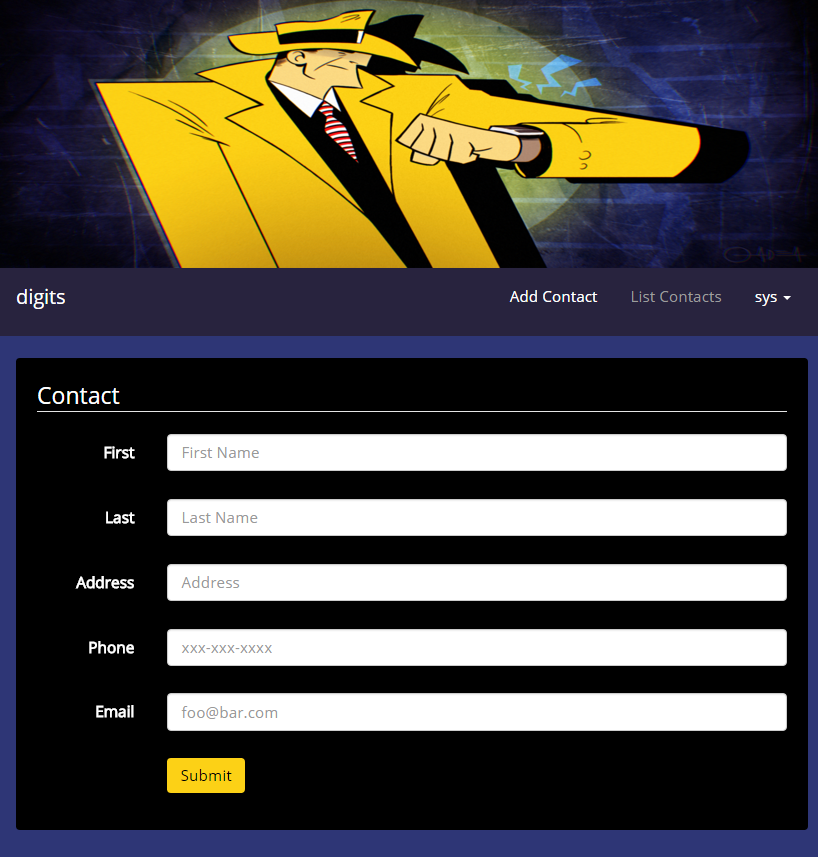 digits
Add Contact
List Contacts
sys
Contact
First
First Name
Last
Last Name
Address
Address
Phone
xxx-xxx-xxxx
Email
foo@bar.com
Submit